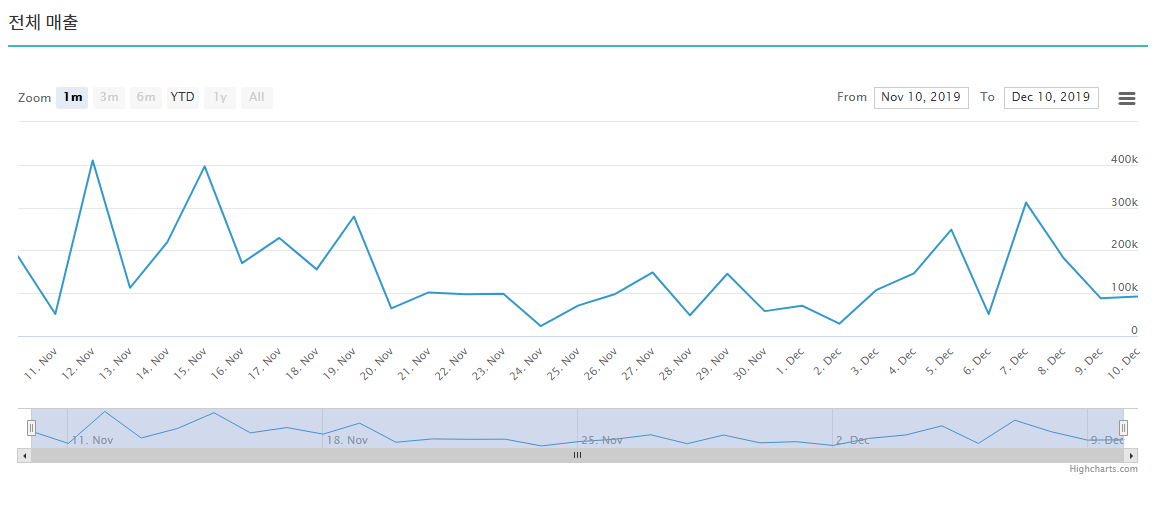 전체 매출
Zoom 1m 3m 6m YTD 1y All From Nov 10, 2019 To Dec 10, 2019
400k
300k
200k
100k
0
11. Nov 12. Nov 13. Nov 14. Nov 15. Nov 16. Nov 17. Nov 18. Nov 19. Nov 20. Nov 21. Nov 22. Nov 23. Nov 24. Nov 25. Nov 26. Nov 27. Nov 28. Nov 29. Nov 30. Nov 1. Dec 2. Dec 3. Dec 4. Dec 5. Dec 6. Dec 7. Dec 8. Dec 9. Dec 10. Dec
11. Nov 18. Nov 25. Nov 2. Dec 9. Dec
Highcharts.com